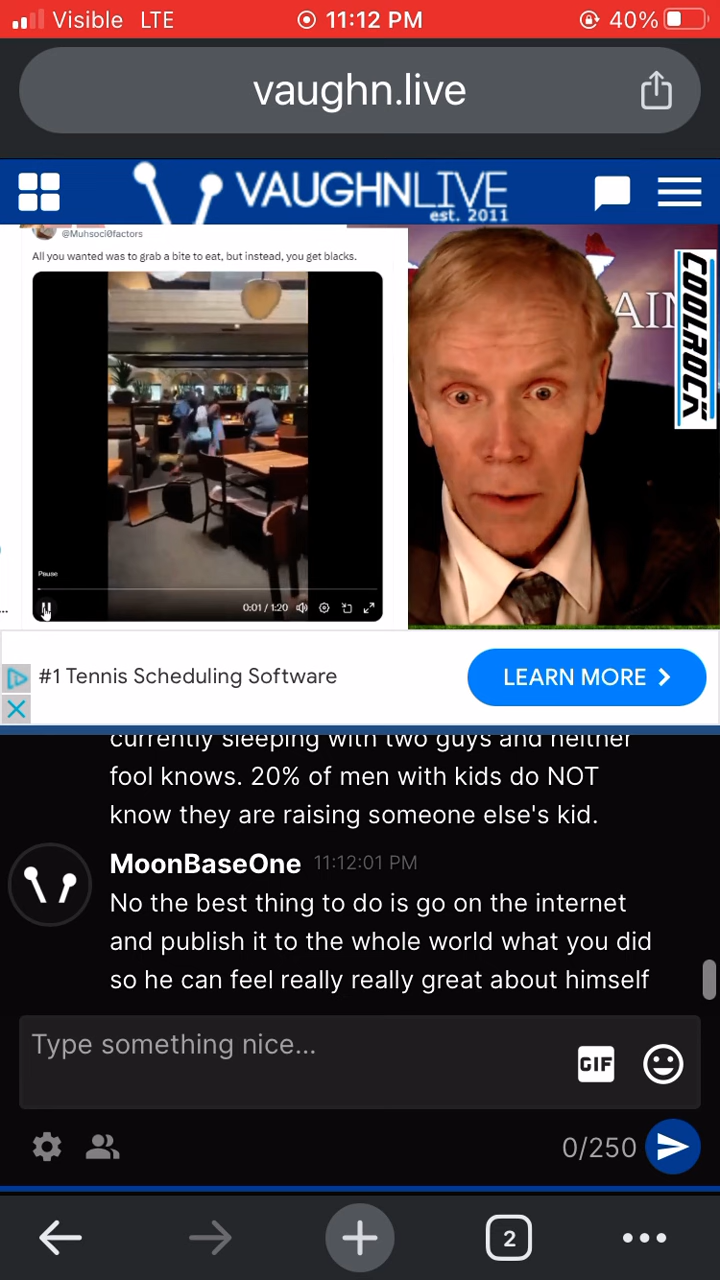 Visible LTE 11:12 PM 40%
vaughn.live
VAUGHNLIVE
est. 2011
@Muhsoci0factors
All you wanted was to grab a bite to eat, but instead, you get blacks.
AI
COOLROCK
Pause
0:01 / 1:20
...
#1 Tennis Scheduling Software
LEARN MORE
currently sleeping with two guys and neither
fool knows. 20% of men with kids do NOT
know they are raising someone else's kid.
MoonBaseOne 11:12:01 PM
No the best thing to do is go on the internet
and publish it to the whole world what you did
so he can feel really really great about himself
Type something nice...
GIF
0/250
2